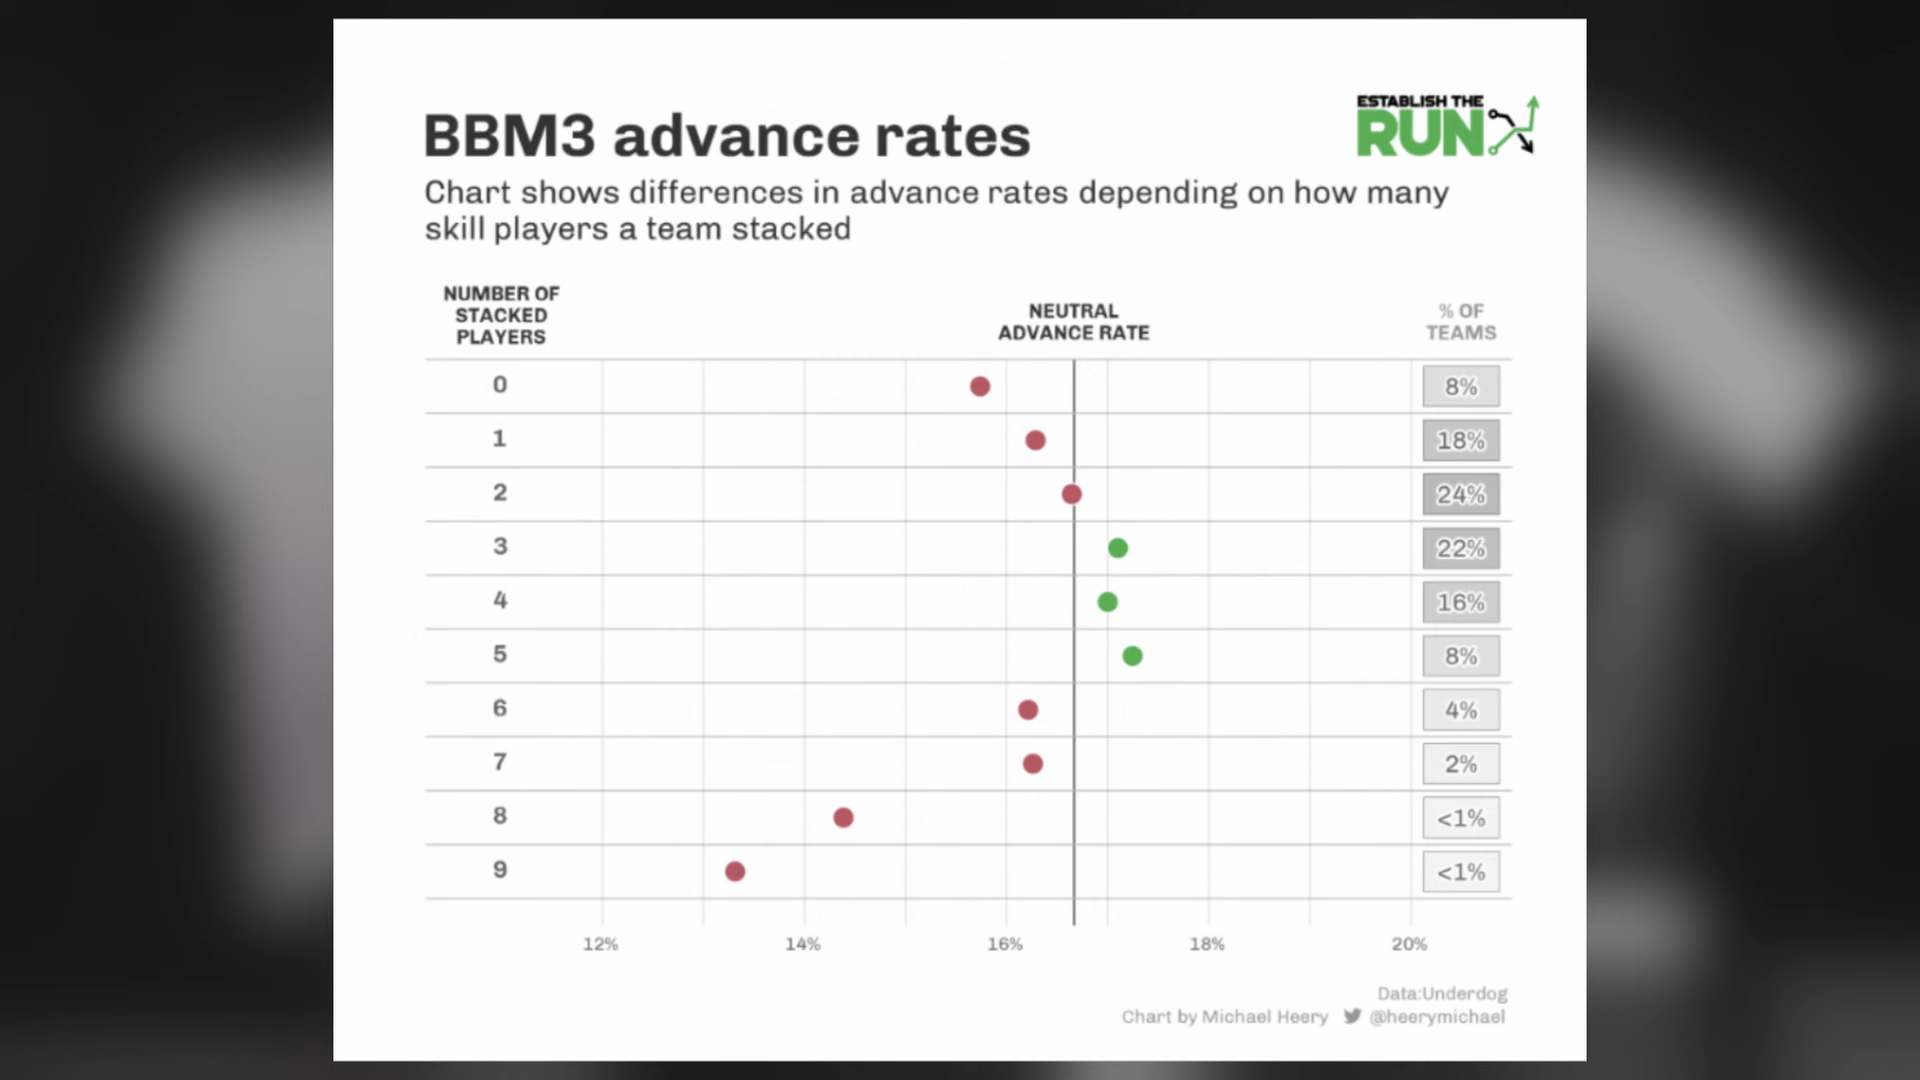 ESTABLISH THE
RUN
BBM3 advance rates
Chart shows differences in advance rates depending on how many
skill players a team stacked
NUMBER OF
STACKED
PLAYERS
NEUTRAL
ADVANCE RATE
% OF
TEAMS
0 8%
1 18%
2 24%
3 22%
4 16%
5 8%
6 4%
7 2%
8 <1%
9 <1%
12% 14% 16% 18% 20%
Data:Underdog
Chart by Michael Heery @heerymichael